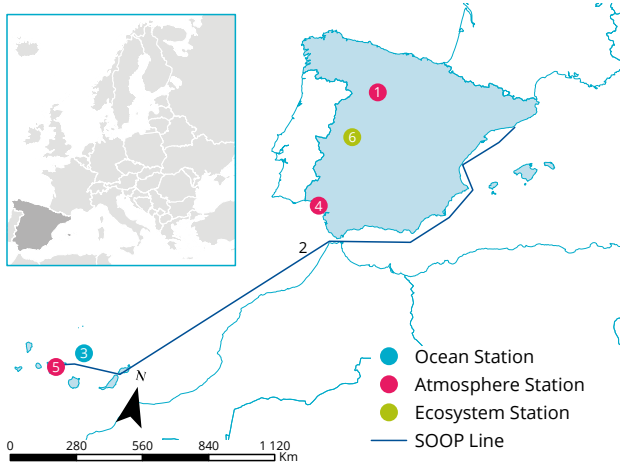 1
6
4
2
3
5
N
Ocean Station
Atmosphere Station
Ecosystem Station
SOOP Line
0 280 560 840 1 120
Km